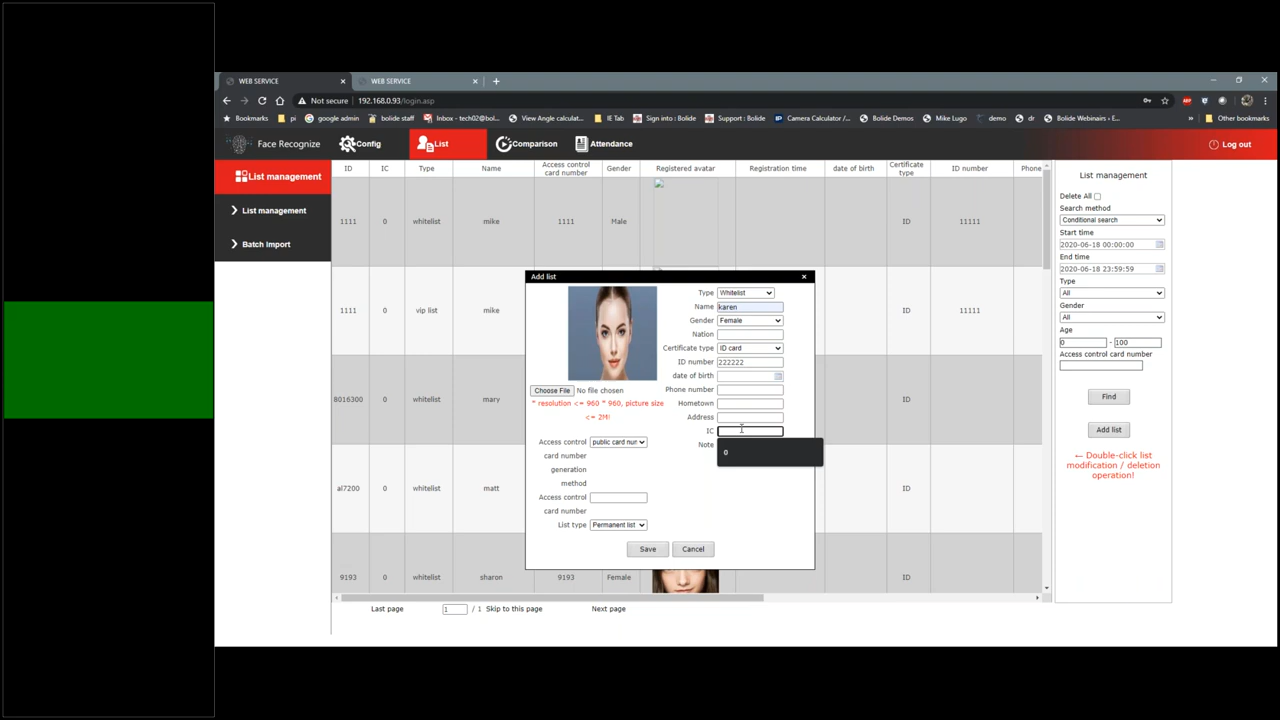 WEB SERVICE
WEB SERVICE
Not secure
192.168.0.93/login.asp
Bookmarks
pi
google admin
bolide staff
Inbox - tech02@bol...
View Angle calculat...
IE Tab
Sign into : Bolide
Support : Bolide
Camera Calculator /...
Bolide Demos
Mike Lugo
demo
dr
Bolide Webinairs - E...
»
Other bookmarks
Face Recognize
Config
List
Comparison
Attendance
Log out
List management
List management
Batch import
ID IC Type Name Access control card number Gender Registered avatar Registration time date of birth Certificate type ID number Phone
1111 0 whitelist mike 1111 Male ID 11111
1111 0 vip list mike ID 11111
8016300 0 whitelist mary ID
al7200 0 whitelist matt ID
9193 0 whitelist sharon 9193 Female ID
Last page 1 / 1 Skip to this page Next page
Add list
Type Whitelist
Name karen
Gender Female
Nation
Certificate type ID card
ID number 222222
date of birth
Phone number
Hometown
Address
IC
0
Note
Choose File No file chosen
* resolution <= 960 * 960, picture size
<= 2M!
Access control public card num
card number
generation
method
Access control
card number
List type Permanent list
Save Cancel
List management
Delete All
Search method
Conditional search
Start time
2020-06-18 00:00:00
End time
2020-06-18 23:59:59
Type
All
Gender
All
Age
0 - 100
Access control card number
Find
Add list
← Double-click list
modification / deletion
operation!